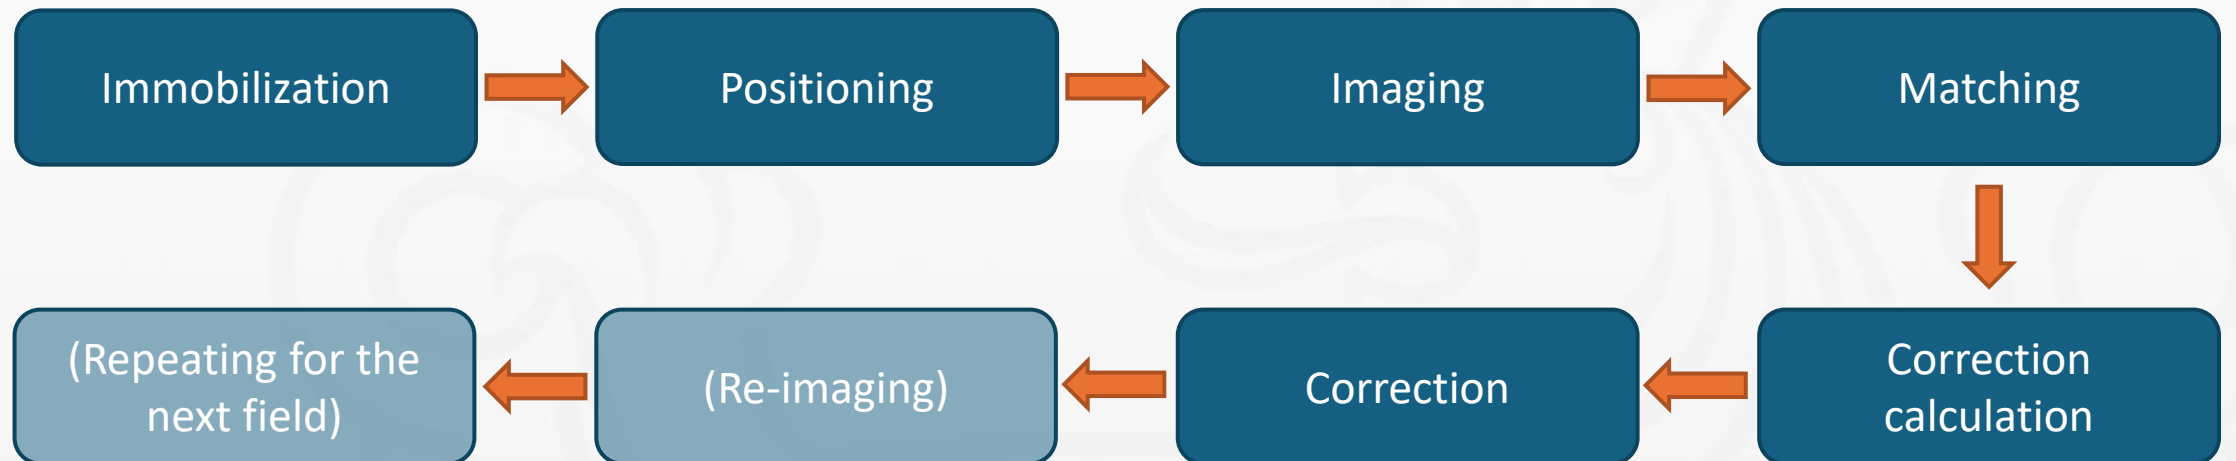 Immobilization
Positioning
Imaging
Matching
Correction
calculation
Correction
(Re-imaging)
(Repeating for the
next field)